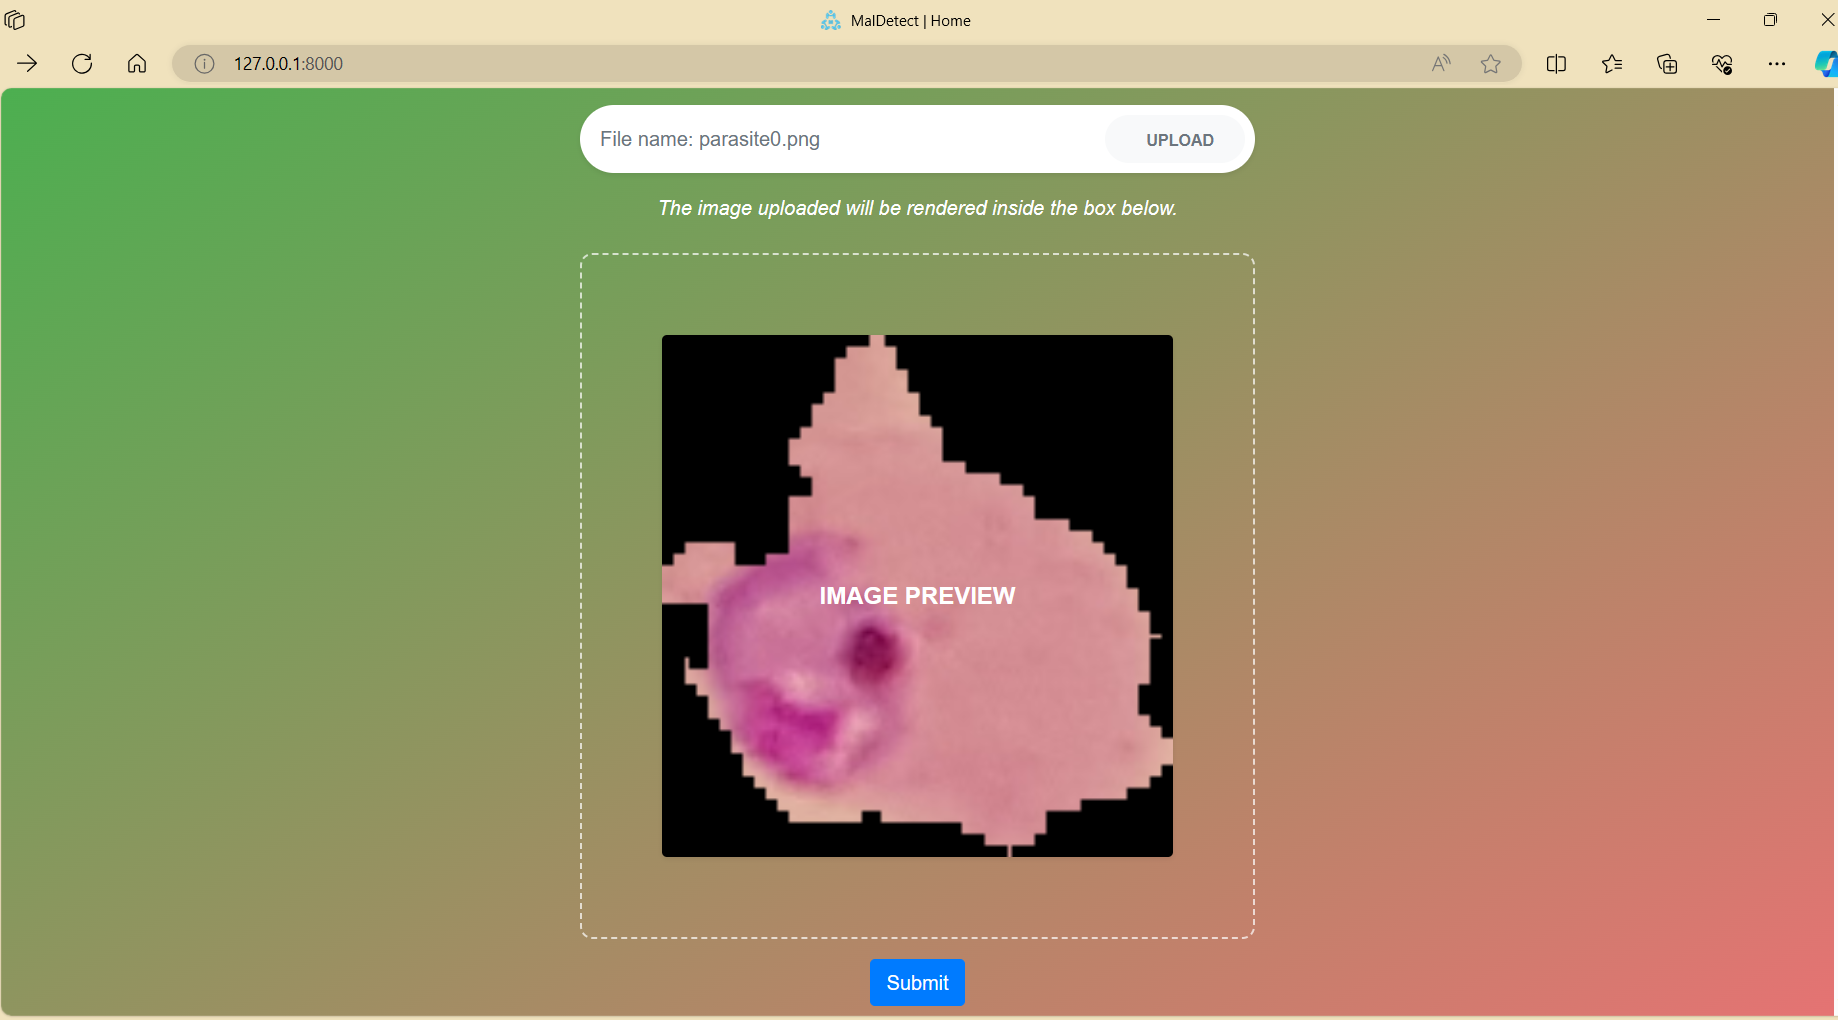 MalDetect | Home
127.0.0.1:8000
File name: parasite0.png
UPLOAD
The image uploaded will be rendered inside the box below.
IMAGE PREVIEW
Submit